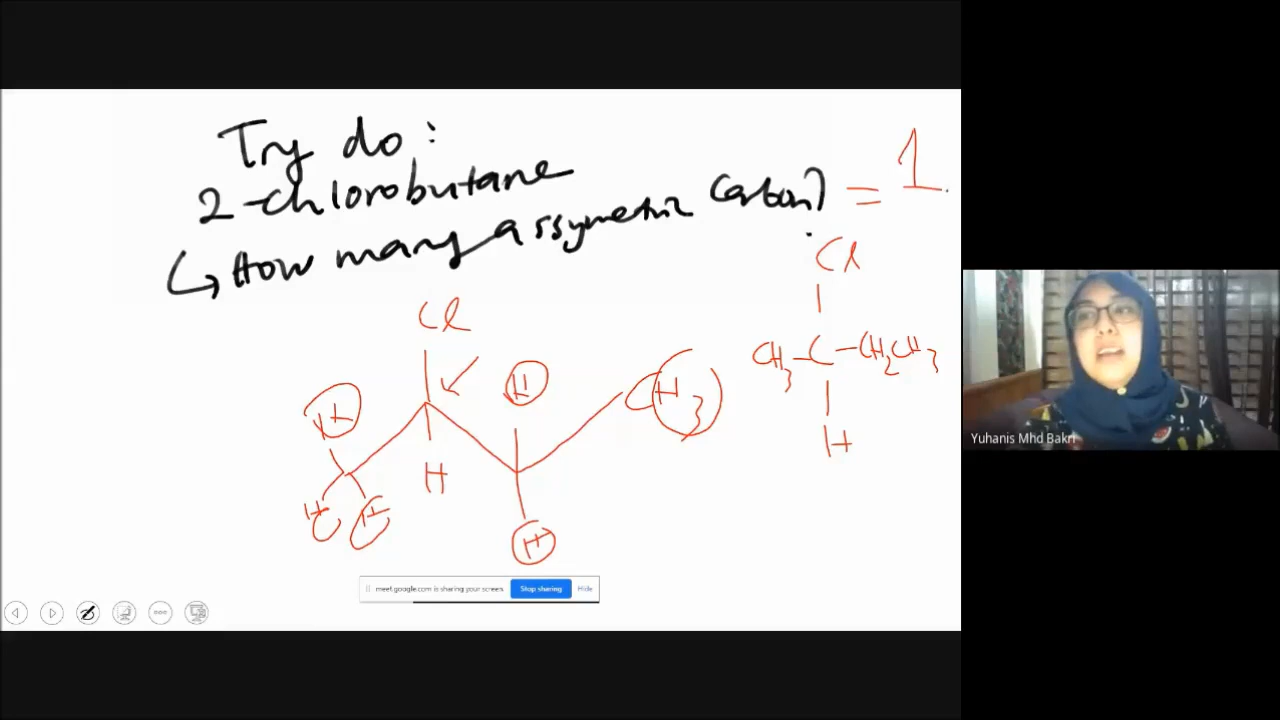 Try do :
2-chlorobutane
↳ How many assymetric Carbon? = 1
Cl
CH3 - C - CH2CH3
H
Cl
H
H
CH3
H
H
H
H
Yuhanis Mhd Bakri
meet.google.com is sharing your screen. Stop sharing Hide